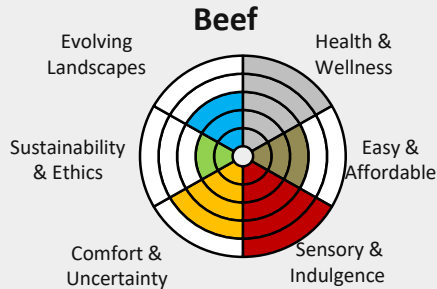 Beef
Evolving
Landscapes
Health &
Wellness
Sustainability
& Ethics
Easy &
Affordable
Comfort &
Uncertainty
Sensory &
Indulgence